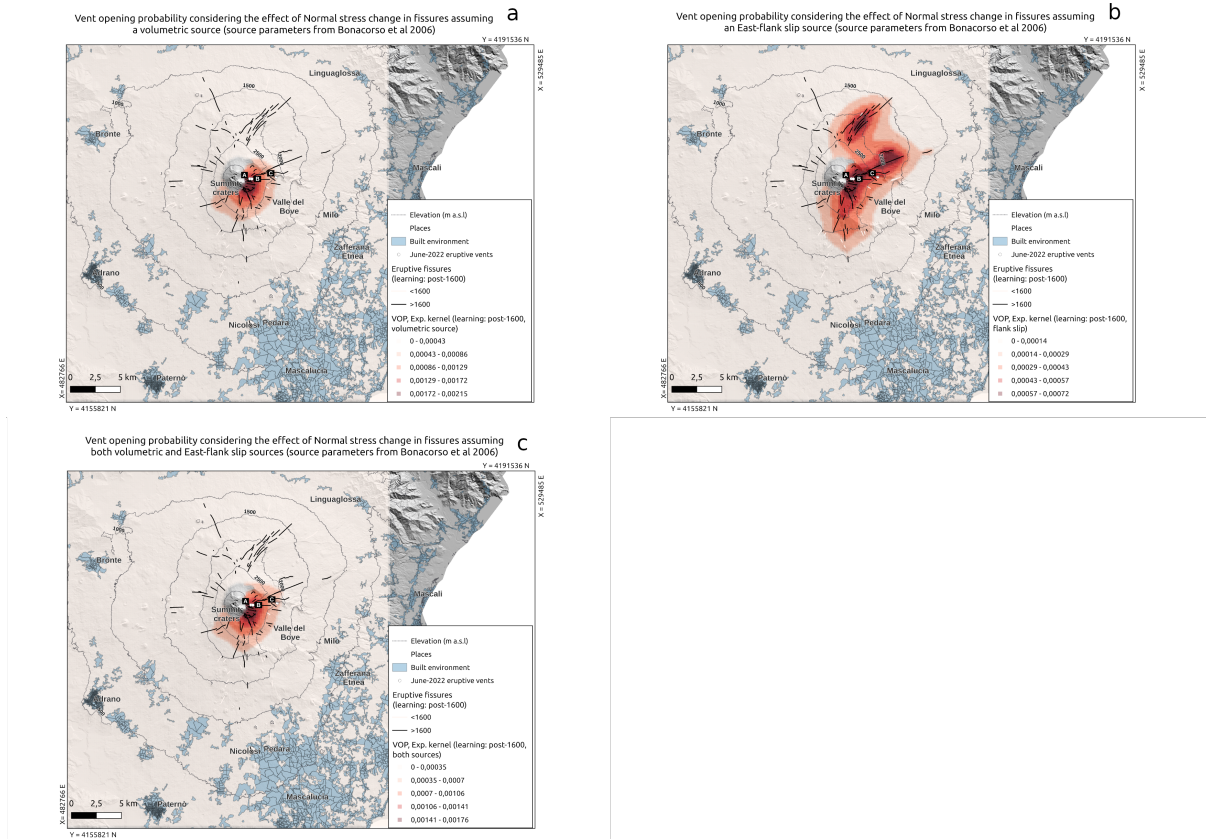 a
Vent opening probability considering the effect of Normal stress change in fissures assuming
a volumetric source (source parameters from Bonacorso et al 2006)
Y = 4191536 N
X = 529485 E
Linguaglossa
1500
1000
Bronte
2500
Mascali
A
B
C
Summit
craters
Valle del
Bove
Milo
Zafferana
Etnea
Nicolosi
Pedara
Mascalucia
Paternò
X= 482766 E
0 2,5 5 km
Y = 4155821 N
Elevation (m a.s.l)
Places
Built environment
June-2022 eruptive vents
Eruptive fissures
(learning: post-1600)
<1600
>1600
VOP, Exp. kernel (learning: post-1600,
volumetric source)
0 - 0,00043
0,00043 - 0,00086
0,00086 - 0,00129
0,00129 - 0,00172
0,00172 - 0,00215
b
Vent opening probability considering the effect of Normal stress change in fissures assuming
an East-flank slip source (source parameters from Bonacorso et al 2006)
Y = 4191536 N
X = 529485 E
Linguaglossa
1500
1000
Bronte
2500
Mascali
A
B
C
Summit
craters
Valle del
Bove
Milo
Zafferana
Etnea
Nicolosi
Pedara
Mascalucia
Paternò
X= 482766 E
0 2,5 5 km
Y = 4155821 N
Elevation (m a.s.l)
Places
Built environment
June-2022 eruptive vents
Eruptive fissures
(learning: post-1600)
<1600
>1600
VOP, Exp. kernel (learning: post-1600,
flank slip)
0 - 0,00014
0,00014 - 0,00029
0,00029 - 0,00043
0,00043 - 0,00057
0,00057 - 0,00072
c
Vent opening probability considering the effect of Normal stress change in fissures assuming
both volumetric and East-flank slip sources (source parameters from Bonacorso et al 2006)
Y = 4191536 N
X = 529485 E
Linguaglossa
1500
1000
Bronte
2500
Mascali
A
B
C
Summit
craters
Valle del
Bove
Milo
Zafferana
Etnea
Nicolosi
Pedara
Mascalucia
Paternò
X= 482766 E
0 2,5 5 km
Y = 4155821 N
Elevation (m a.s.l)
Places
Built environment
June-2022 eruptive vents
Eruptive fissures
(learning: post-1600)
<1600
>1600
VOP, Exp. kernel (learning: post-1600,
both sources)
0 - 0,00035
0,00035 - 0,0007
0,0007 - 0,00106
0,00106 - 0,00141
0,00141 - 0,00176